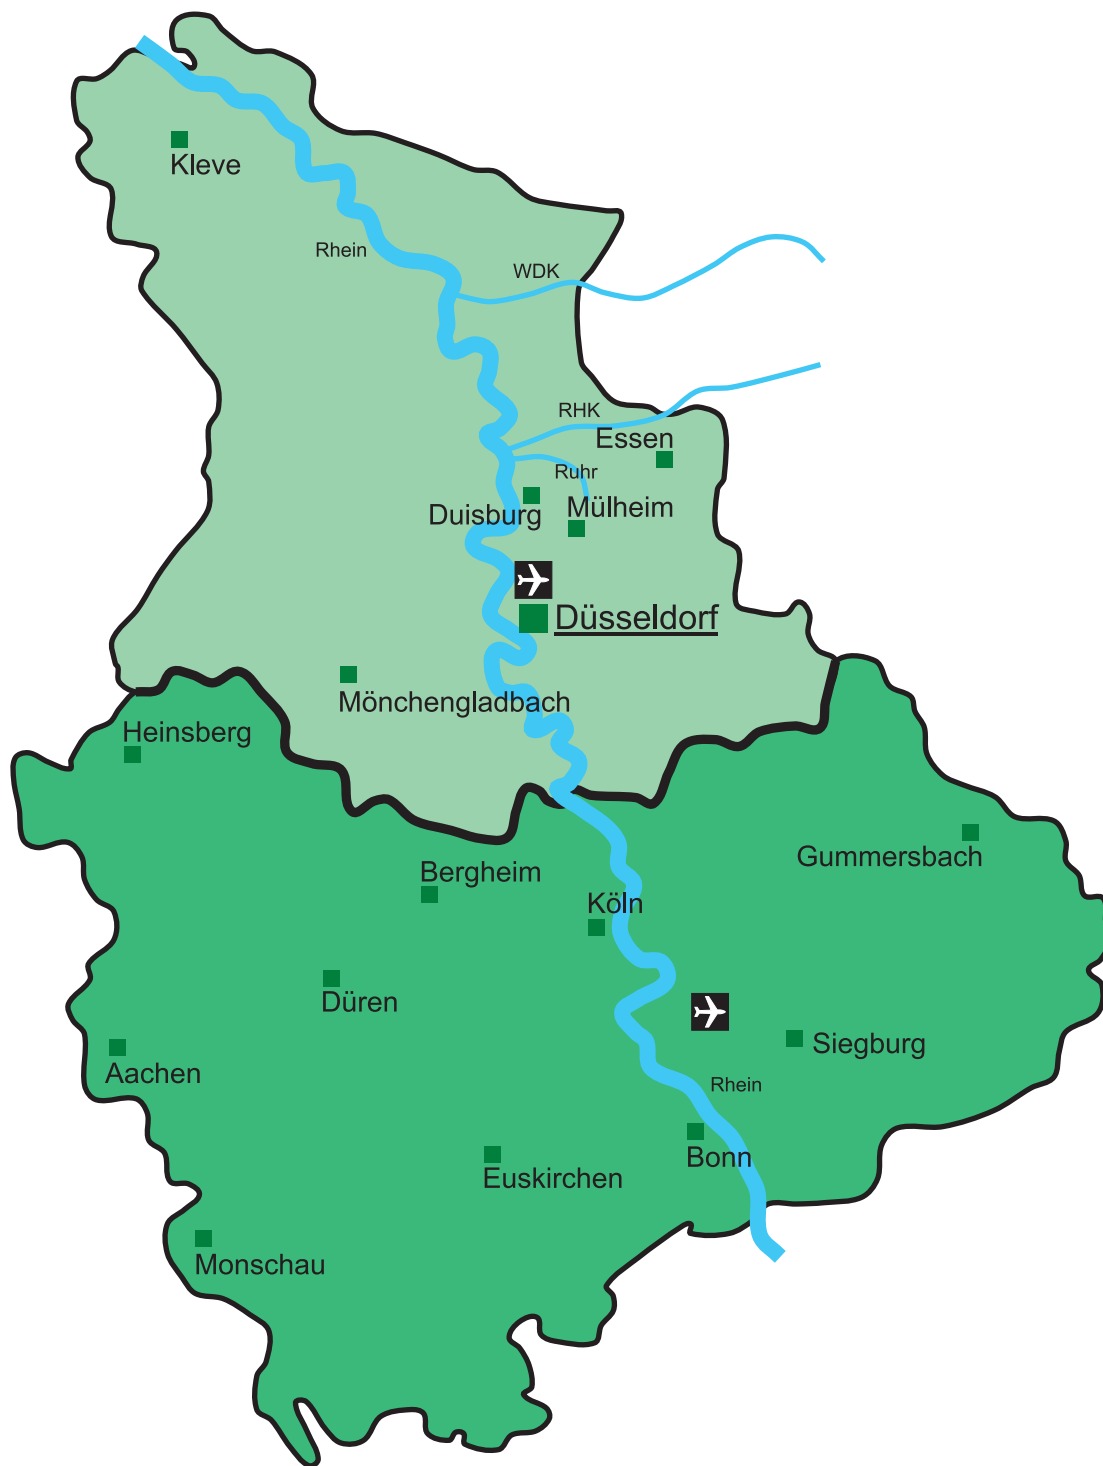 Kleve
Rhein
WDK
RHK
Essen
Ruhr
Duisburg
Mülheim
Düsseldorf
Mönchengladbach
Heinsberg
Gummersbach
Bergheim
Köln
Düren
Siegburg
Aachen
Rhein
Bonn
Euskirchen
Monschau